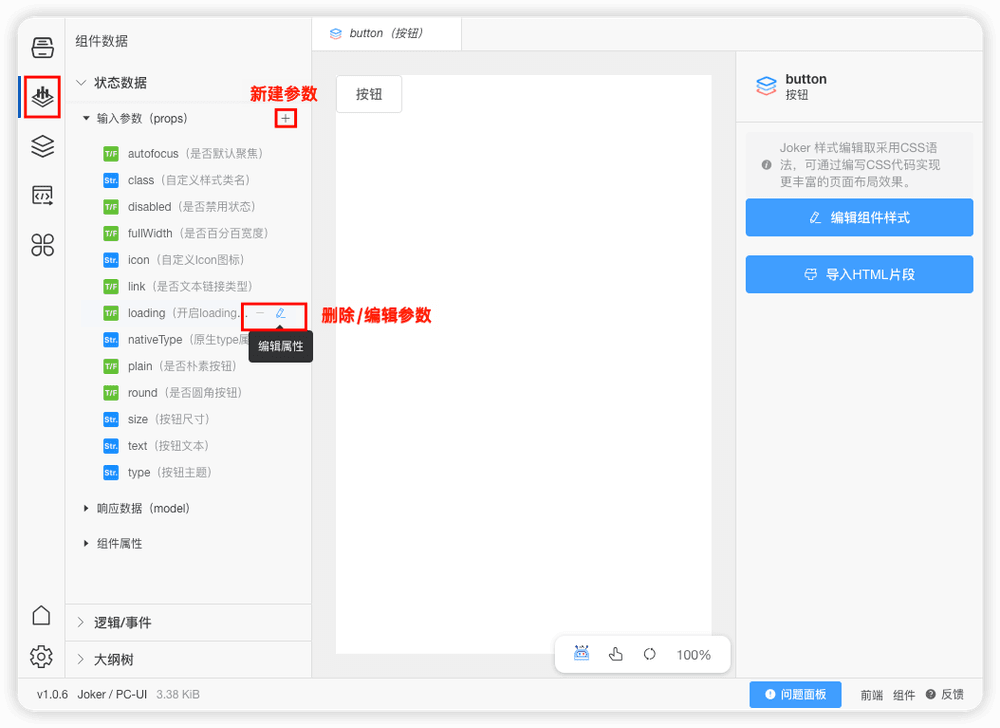 组件数据
button（按钮）
状态数据
新建参数
输入参数（props）
+
T/F autofocus（是否默认聚焦）
Str. class（自定义样式类名）
T/F disabled（是否禁用状态）
T/F fullWidth（是否百分百宽度）
Str. icon（自定义Icon图标）
T/F link（是否文本链接类型）
T/F loading（开启loading...
删除/编辑参数
Str. nativeType（原生type属
编辑属性
T/F plain（是否朴素按钮）
T/F round（是否圆角按钮）
Str. size（按钮尺寸）
Str. text（按钮文本）
Str. type（按钮主题）
响应数据（model）
组件属性
逻辑/事件
大纲树
按钮
100%
button
按钮
Joker 样式编辑取采用CSS语
法，可通过编写CSS代码实现
更丰富的页面布局效果。
编辑组件样式
导入HTML片段
v1.0.6 Joker / PC-UI 3.38 KiB
问题面板
前端 组件 反馈